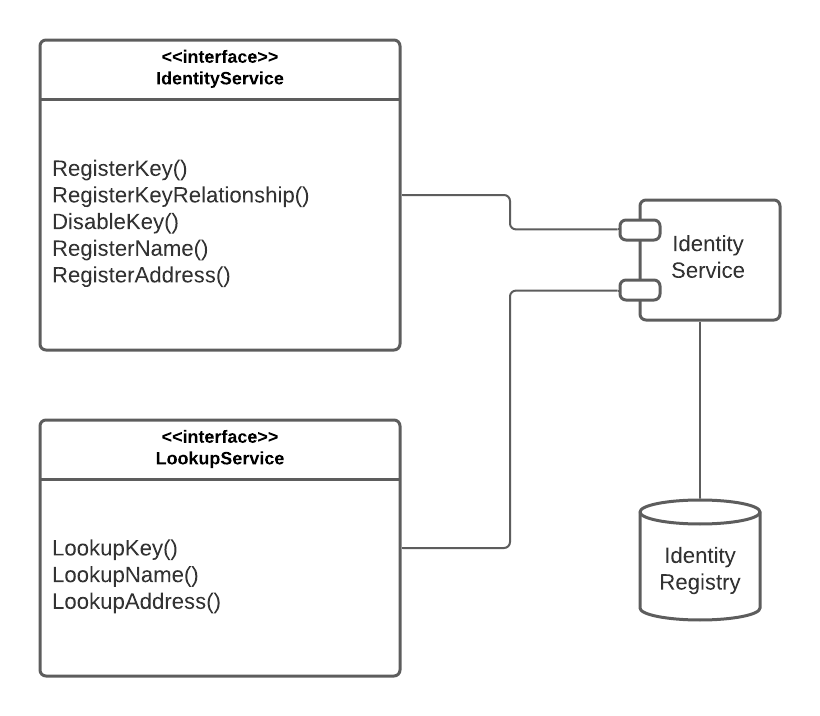 <<interface>>
IdentityService
RegisterKey()
RegisterKeyRelationship()
DisableKey()
RegisterName()
RegisterAddress()
Identity
Service
<<interface>>
LookupService
LookupKey()
LookupName()
LookupAddress()
Identity
Registry